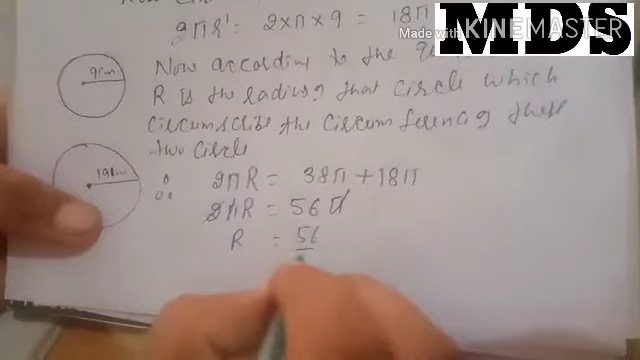 2πr' = 2×π×9 = 18π
Made with KINEMASTER
MDS
9cm
Now according to the
R is the radius of that circle which
circumscribe the circumference of these
two circle
19cm
∴ 2πR = 38π + 18π
2πR = 56π
R = 56